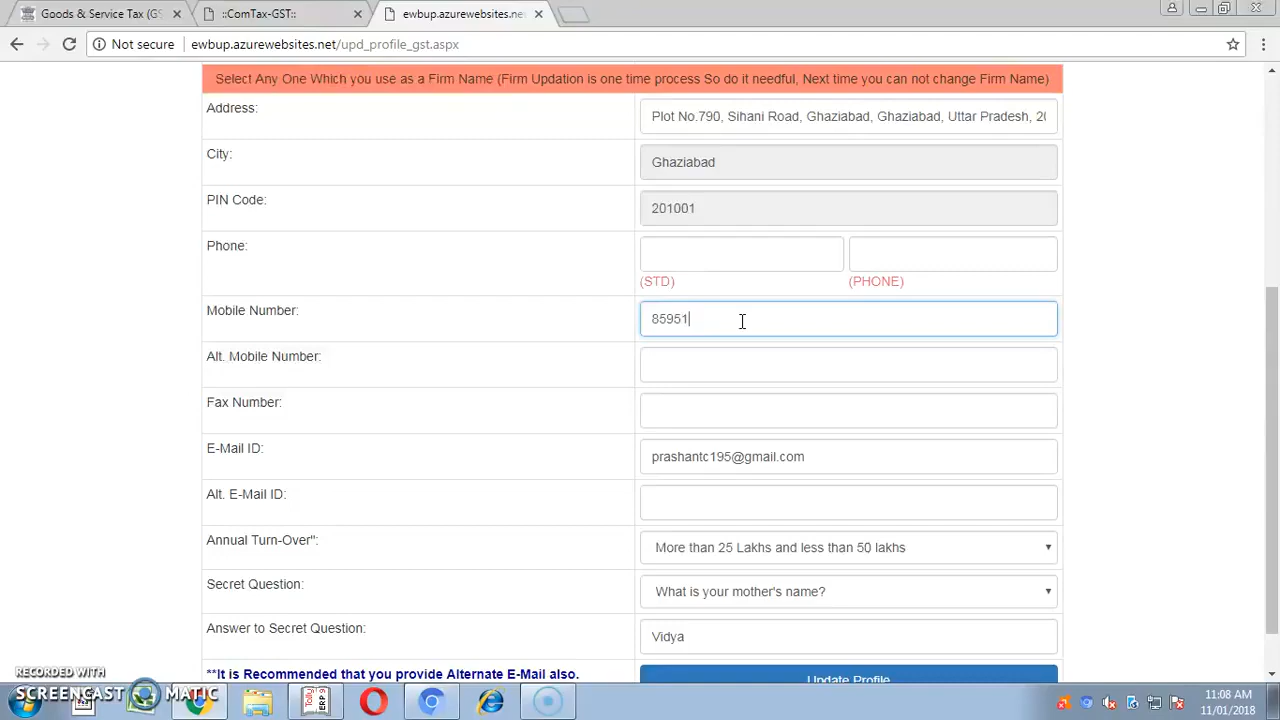 Goods & Service Tax (GS
::ComTax-GST::
ewbup.azurewebsites.ne
Not secure
ewbup.azurewebsites.net/upd_profile_gst.aspx
Select Any One Which you use as a Firm Name (Firm Updation is one time process So do it needful, Next time you can not change Firm Name)
Address:
Plot No.790, Sihani Road, Ghaziabad, Ghaziabad, Uttar Pradesh, 20
City:
Ghaziabad
PIN Code:
201001
Phone:
(STD)
(PHONE)
Mobile Number:
85951
Alt. Mobile Number:
Fax Number:
E-Mail ID:
prashantc195@gmail.com
Alt. E-Mail ID:
Annual Turn-Over":
More than 25 Lakhs and less than 50 lakhs
Secret Question:
What is your mother's name?
Answer to Secret Question:
Vidya
**It is Recommended that you provide Alternate E-Mail also.
Update Profile
RECORDED WITH
SCREENCAST MATIC
11:08 AM
11/01/2018